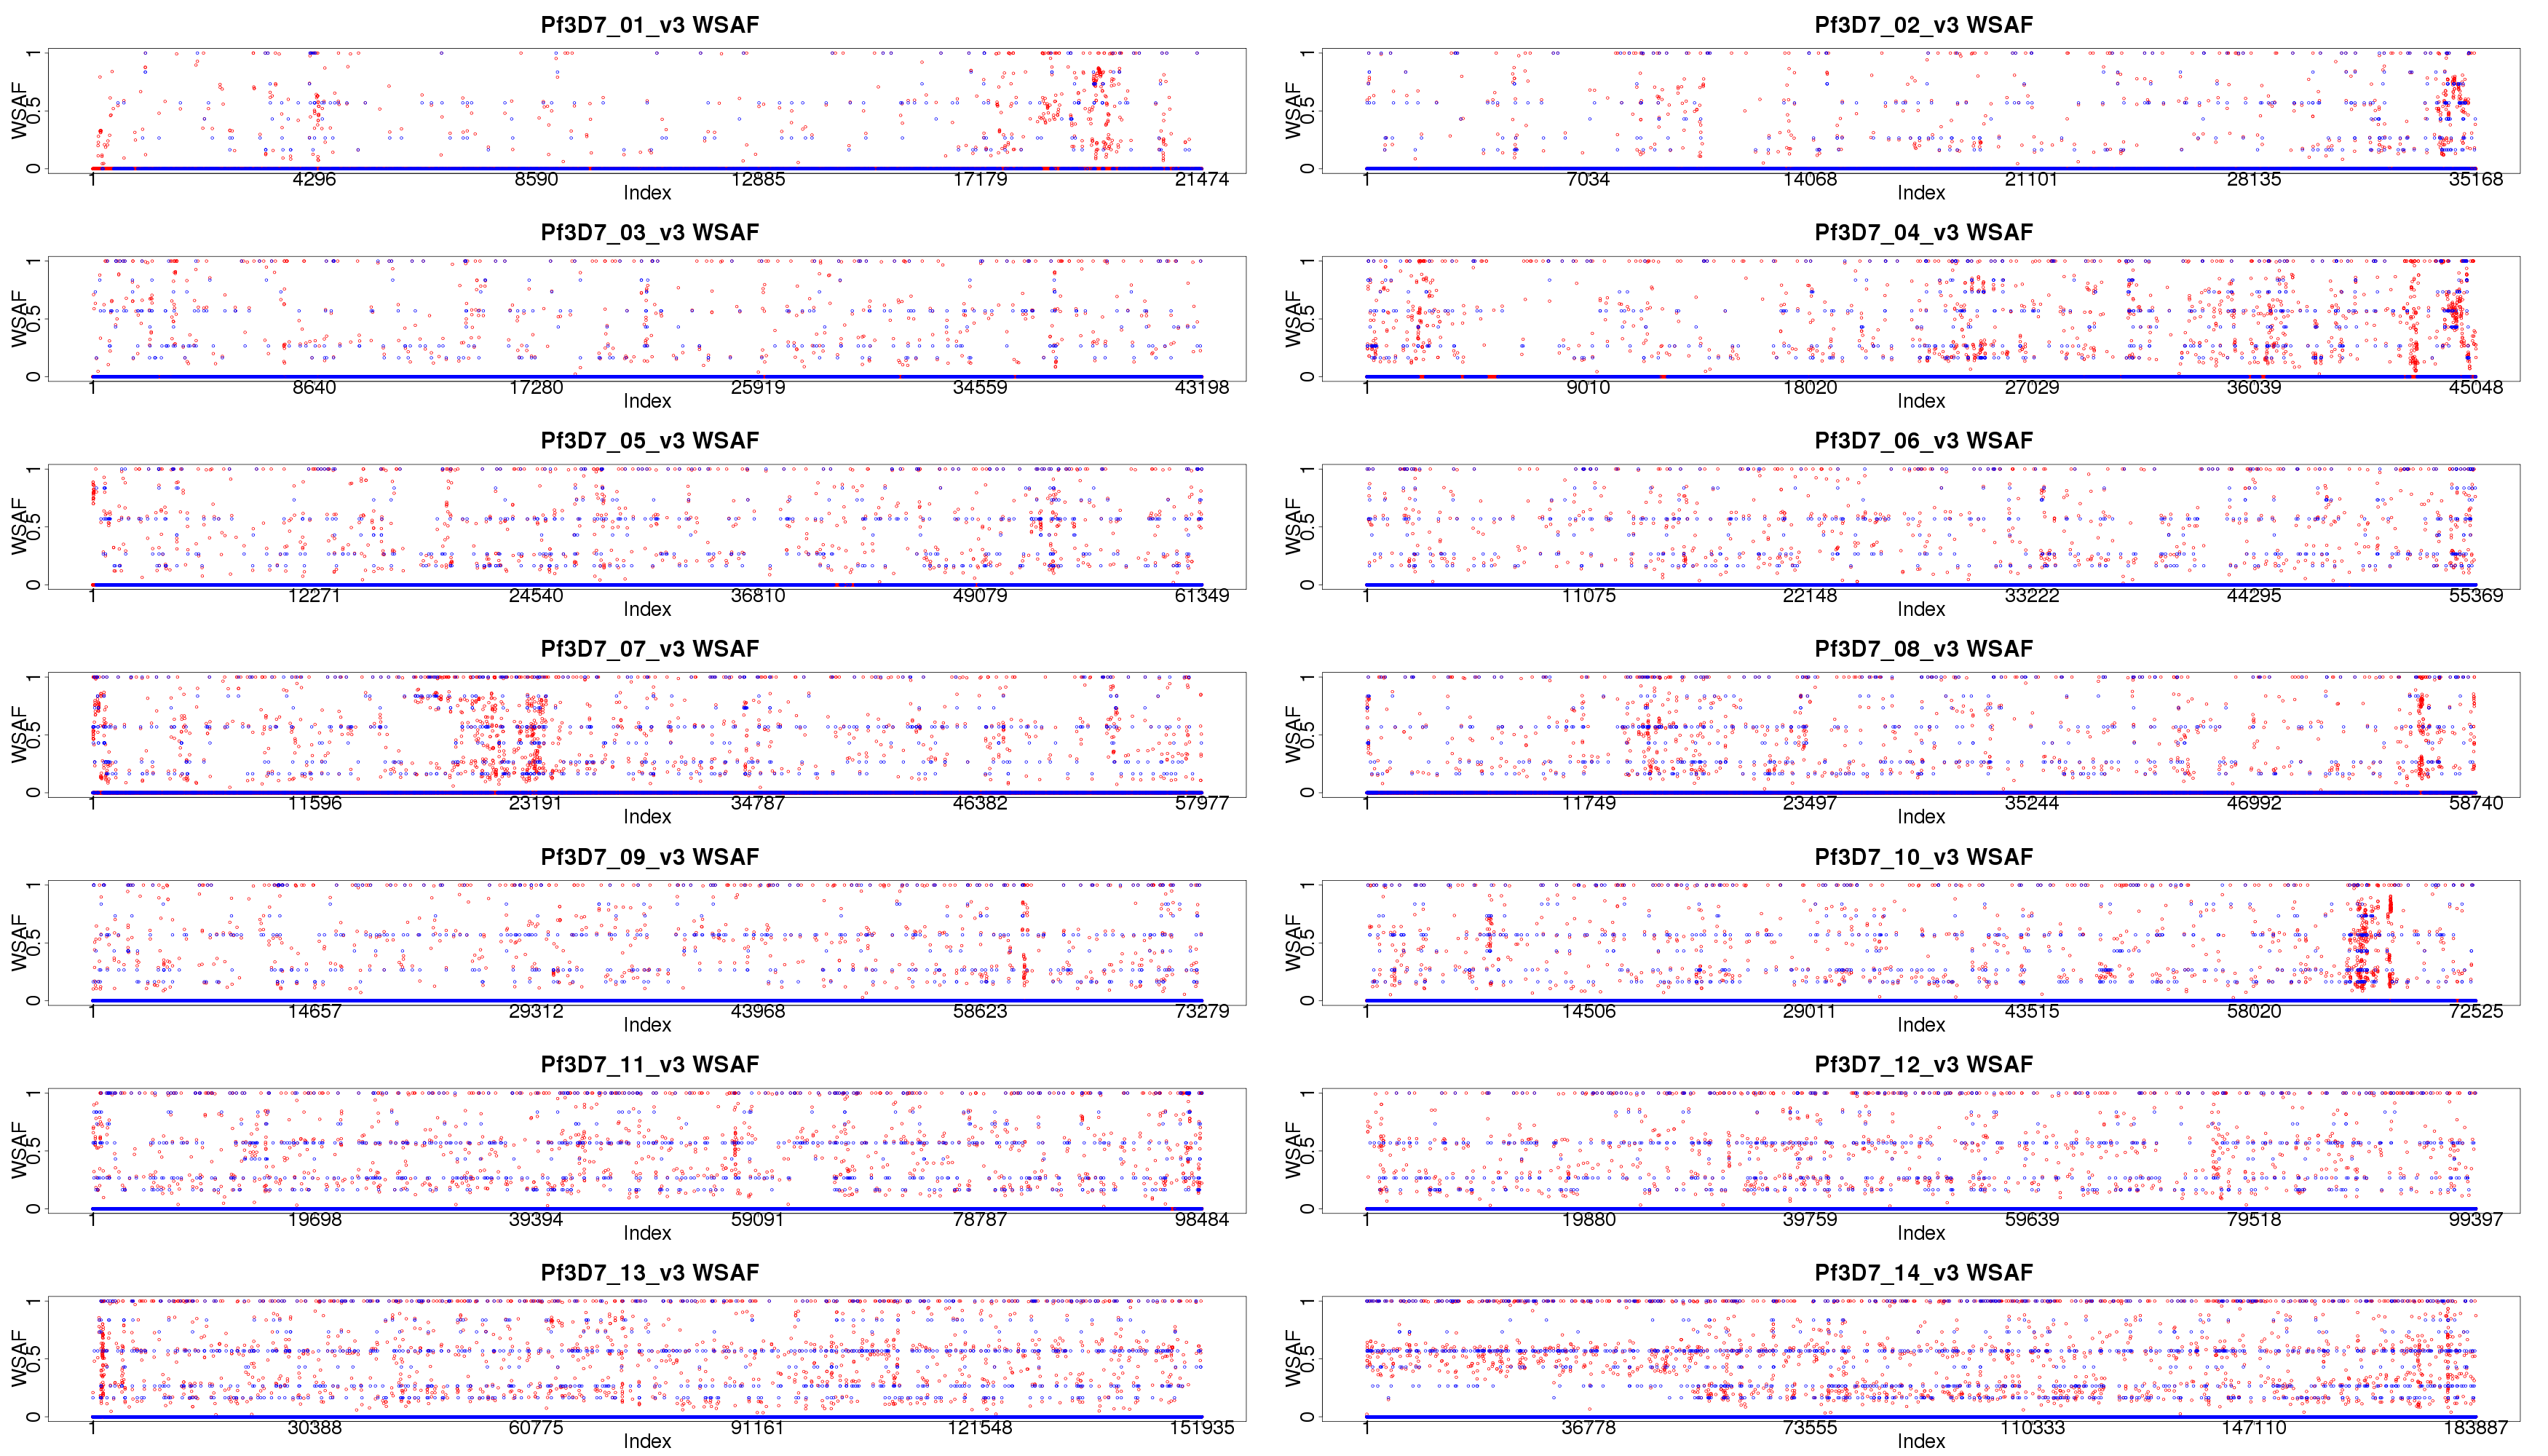 Pf3D7_01_v3 WSAF
WSAF
0 0.5 1
1 4296 8590 12885 17179 21474
Index
Pf3D7_02_v3 WSAF
WSAF
0 0.5 1
1 7034 14068 21101 28135 35168
Index
Pf3D7_03_v3 WSAF
WSAF
0 0.5 1
1 8640 17280 25919 34559 43198
Index
Pf3D7_04_v3 WSAF
WSAF
0 0.5 1
1 9010 18020 27029 36039 45048
Index
Pf3D7_05_v3 WSAF
WSAF
0 0.5 1
1 12271 24540 36810 49079 61349
Index
Pf3D7_06_v3 WSAF
WSAF
0 0.5 1
1 11075 22148 33222 44295 55369
Index
Pf3D7_07_v3 WSAF
WSAF
0 0.5 1
1 11596 23191 34787 46382 57977
Index
Pf3D7_08_v3 WSAF
WSAF
0 0.5 1
1 11749 23497 35244 46992 58740
Index
Pf3D7_09_v3 WSAF
WSAF
0 0.5 1
1 14657 29312 43968 58623 73279
Index
Pf3D7_10_v3 WSAF
WSAF
0 0.5 1
1 14506 29011 43515 58020 72525
Index
Pf3D7_11_v3 WSAF
WSAF
0 0.5 1
1 19698 39394 59091 78787 98484
Index
Pf3D7_12_v3 WSAF
WSAF
0 0.5 1
1 19880 39759 59639 79518 99397
Index
Pf3D7_13_v3 WSAF
WSAF
0 0.5 1
1 30388 60775 91161 121548 151935
Index
Pf3D7_14_v3 WSAF
WSAF
0 0.5 1
1 36778 73555 110333 147110 183887
Index